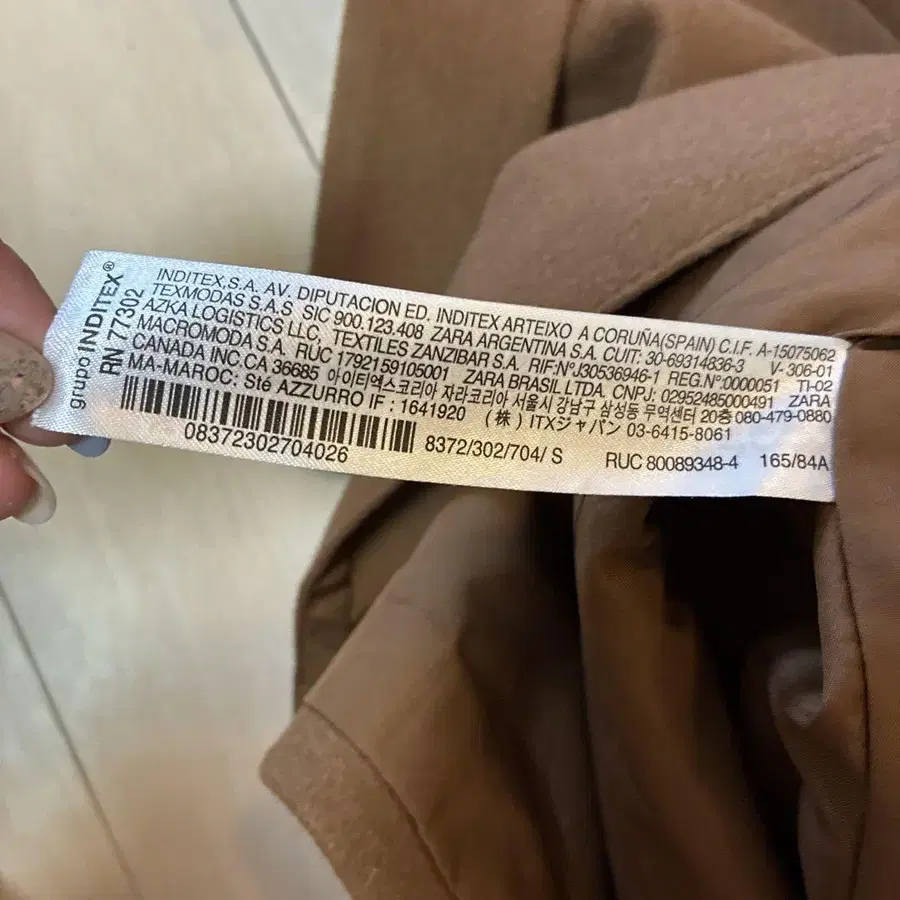 grupo INDITEX®
RN 77302
INDITEX,S.A. AV. DIPUTACION ED. INDITEX ARTEIXO A CORUÑA(SPAIN) C.I.F. A-15075062
TEXMODAS S.A.S SIC 900.123.408 ZARA ARGENTINA S.A. CUIT: 30-69314836-3 V-306-01
AZKA LOGISTICS LLC, TEXTILES ZANZIBAR S.A. RIF:N°J30536946-1 REG.N°:0000051 TI-02
MACROMODA S.A. RUC 1792159105001 ZARA BRASIL LTDA. CNPJ: 02952485000491 ZARA
CANADA INC CA 36685 아이티엑스코리아 자라코리아 서울시 강남구 삼성동 무역센터 20층 080-479-0880
MA-MAROC: Sté AZZURRO IF : 1641920 (株) ITXジャパン 03-6415-8061
08372302704026 8372/302/704/ S RUC 80089348-4 165/84A